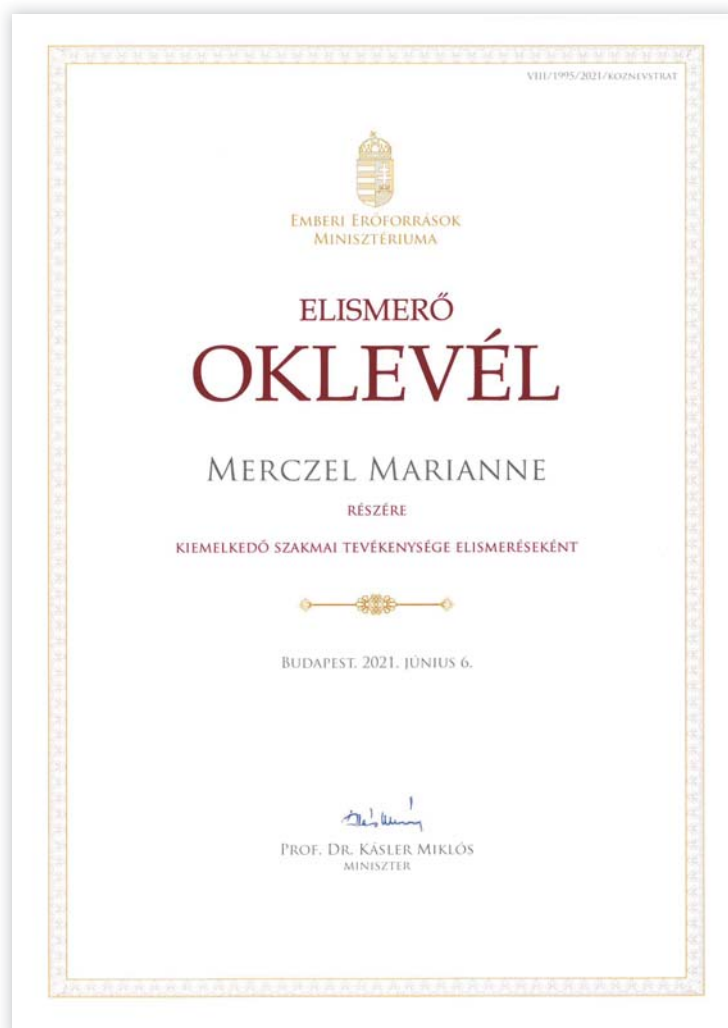 VIII/1995/2021/KOZNEVSTRAT
EMBERI ERŐFORRÁSOK
MINISZTÉRIUMA
ELISMERŐ
OKLEVÉL
MERCZEL MARIANNE
RÉSZÉRE
KIEMELKEDŐ SZAKMAI TEVÉKENYSÉGE ELISMERÉSEKÉNT
BUDAPEST, 2021. JÚNIUS 6.
PROF. DR. KÁSLER MIKLÓS
MINISZTER